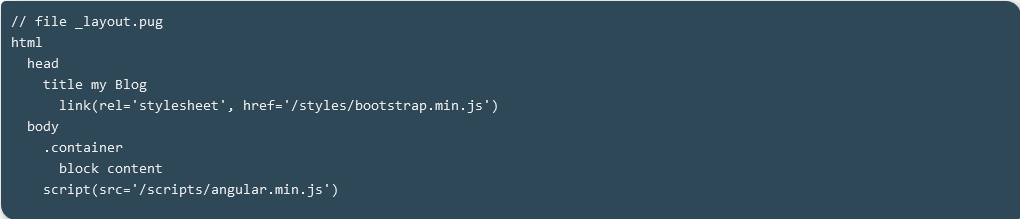 // file _layout.pug
html
  head
    title my Blog
      link(rel='stylesheet', href='/styles/bootstrap.min.js')
  body
    .container
      block content
    script(src='/scripts/angular.min.js')